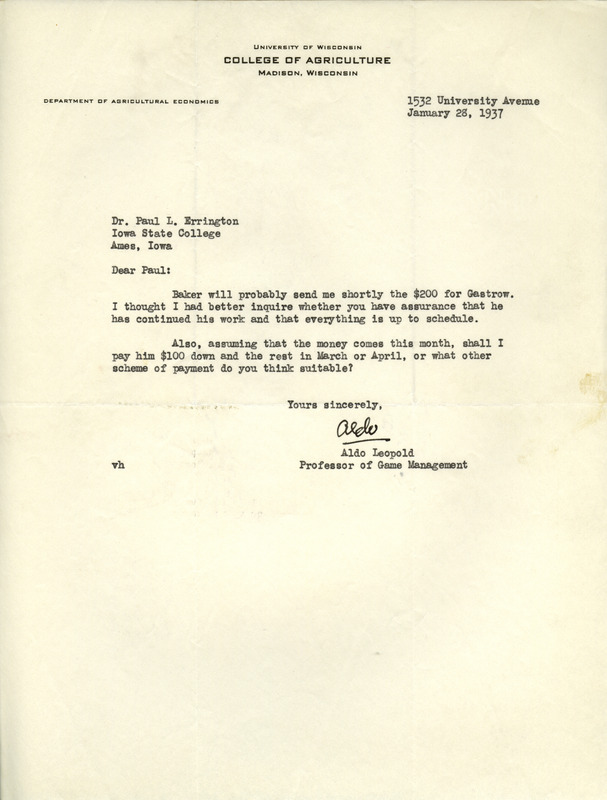 UNIVERSITY OF WISCONSIN
COLLEGE OF AGRICULTURE
MADISON, WISCONSIN
DEPARTMENT OF AGRICULTURAL ECONOMICS
1532 University Avenue
January 28, 1937
Dr. Paul L. Errington
Iowa State College
Ames, Iowa
Dear Paul:
Baker will probably send me shortly the $200 for Gastrow.
I thought I had better inquire whether you have assurance that he
has continued his work and that everything is up to schedule.
Also, assuming that the money comes this month, shall I
pay him $100 down and the rest in March or April, or what other
scheme of payment do you think suitable?
Yours sincerely,
Aldo
Aldo Leopold
vh Professor of Game Management